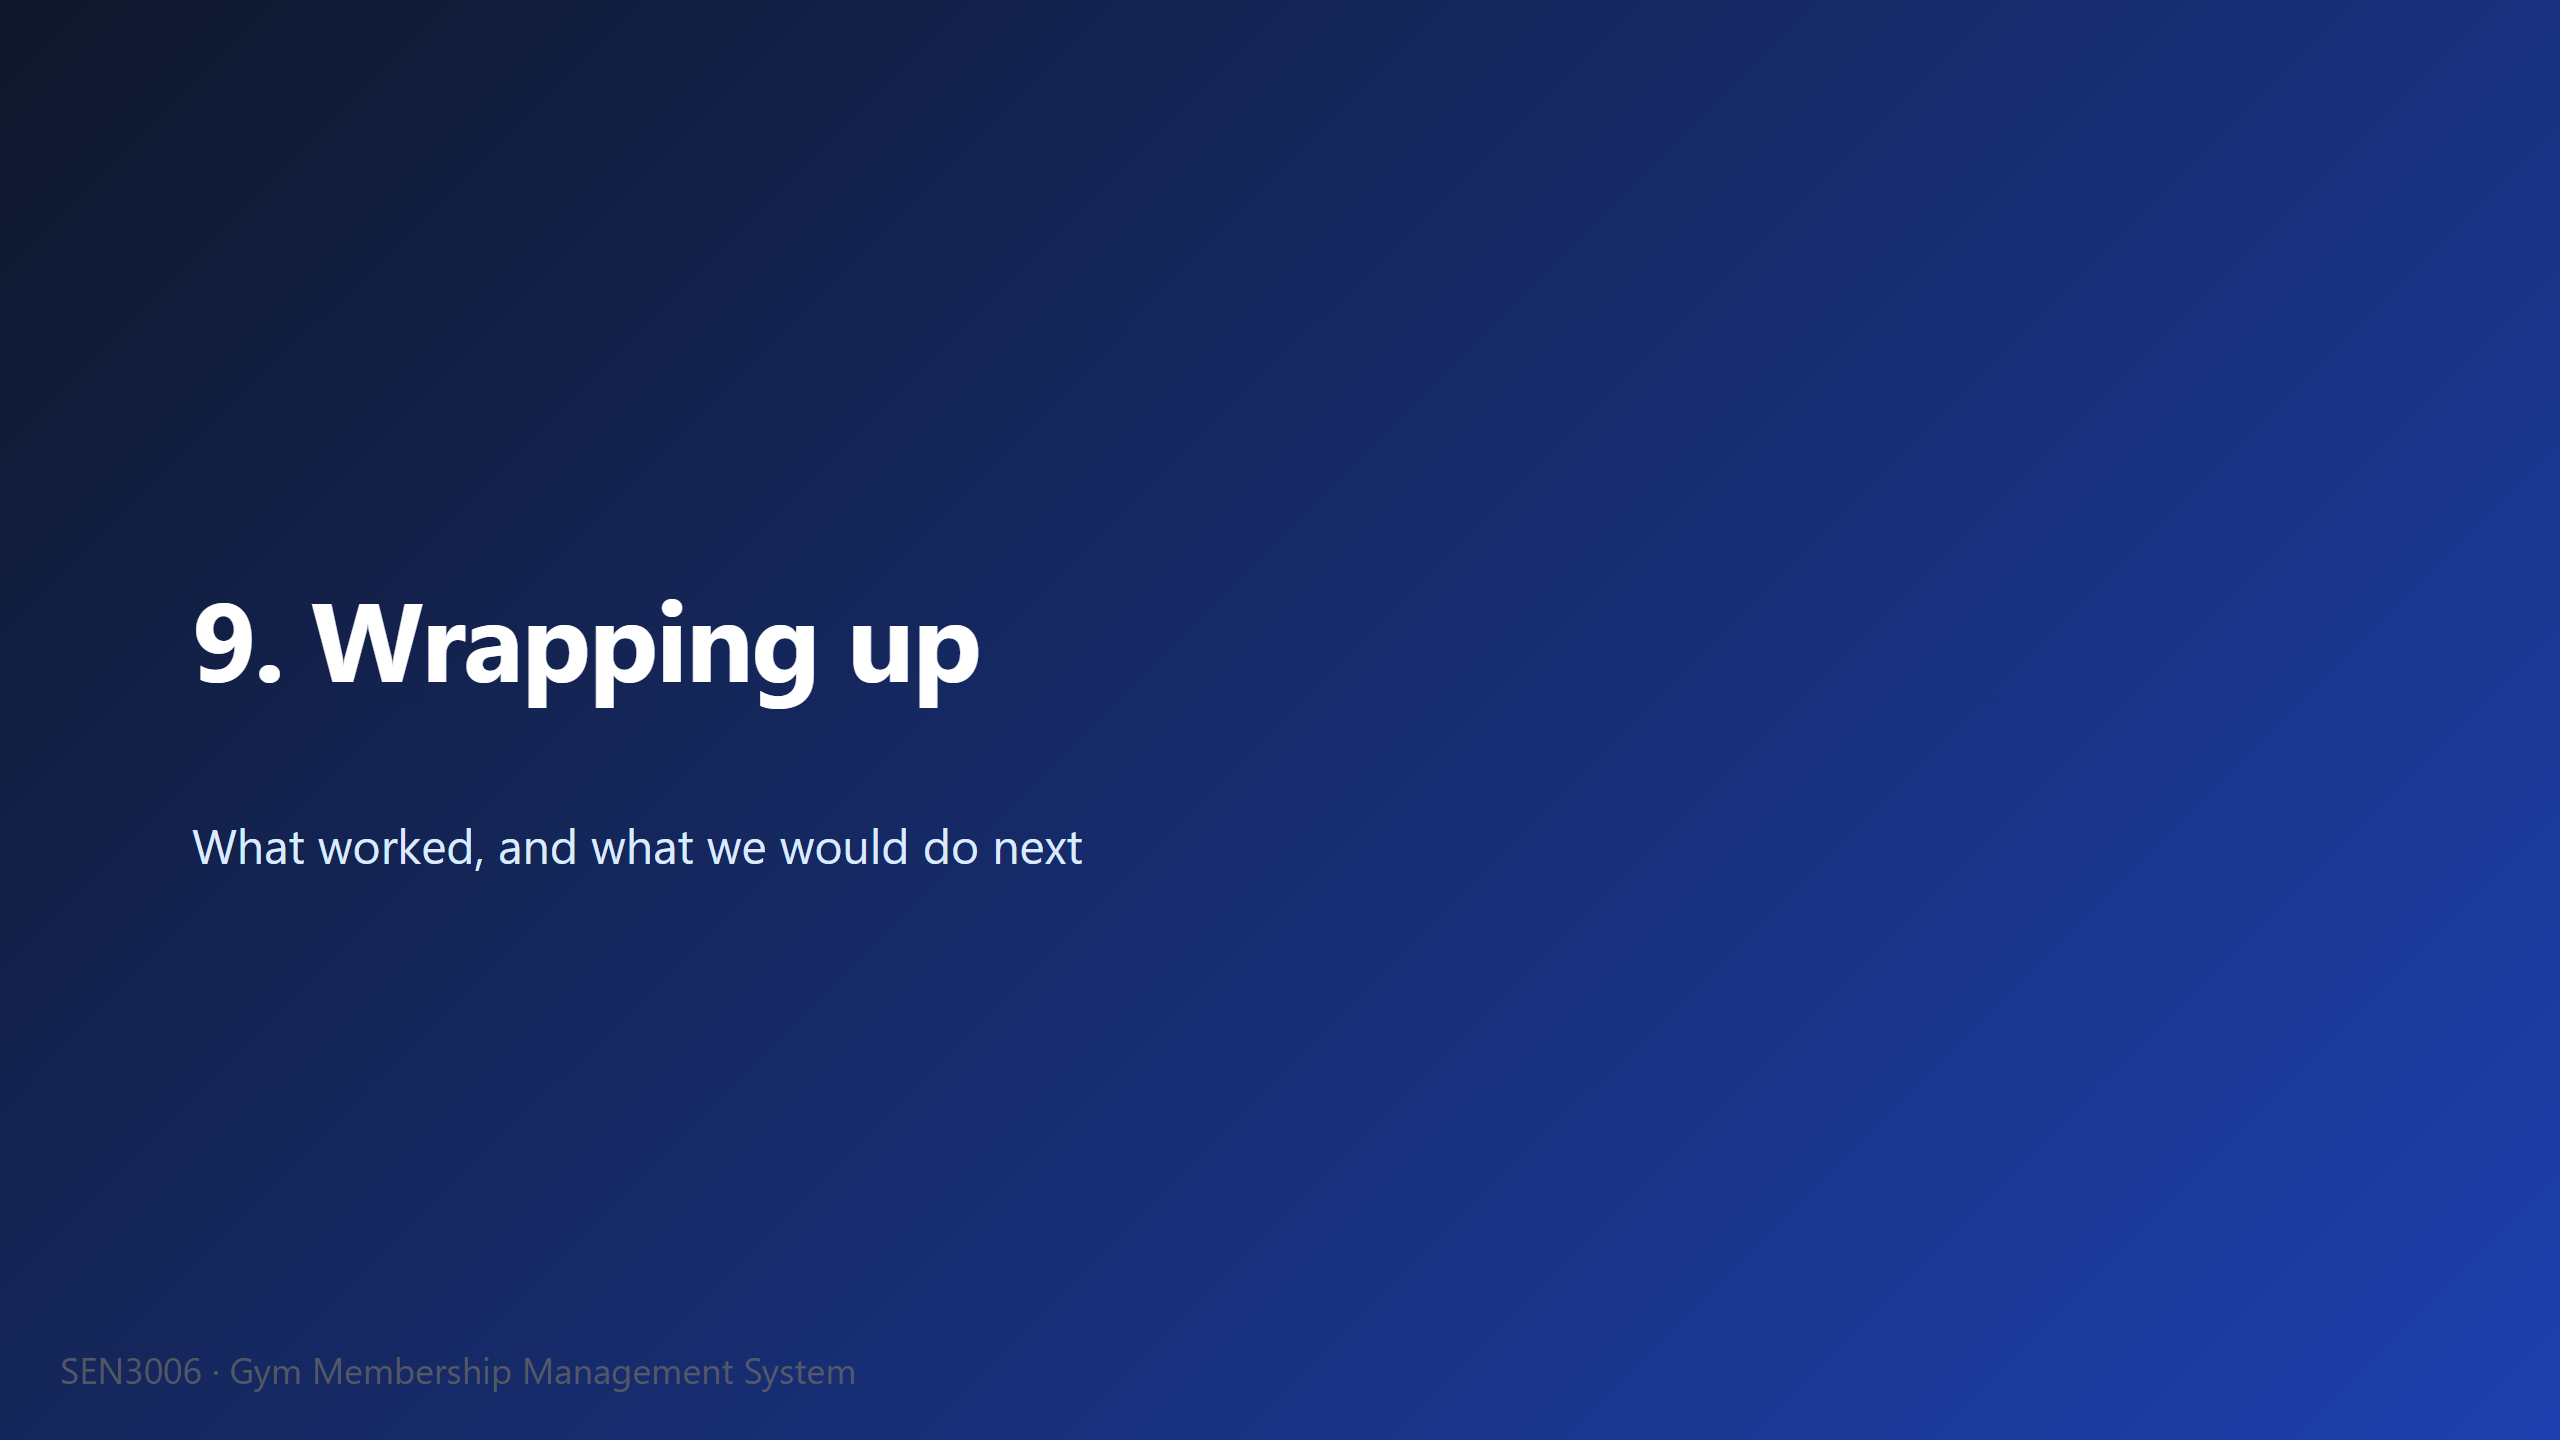 9. Wrapping up
What worked, and what we would do next
SEN3006 · Gym Membership Management System